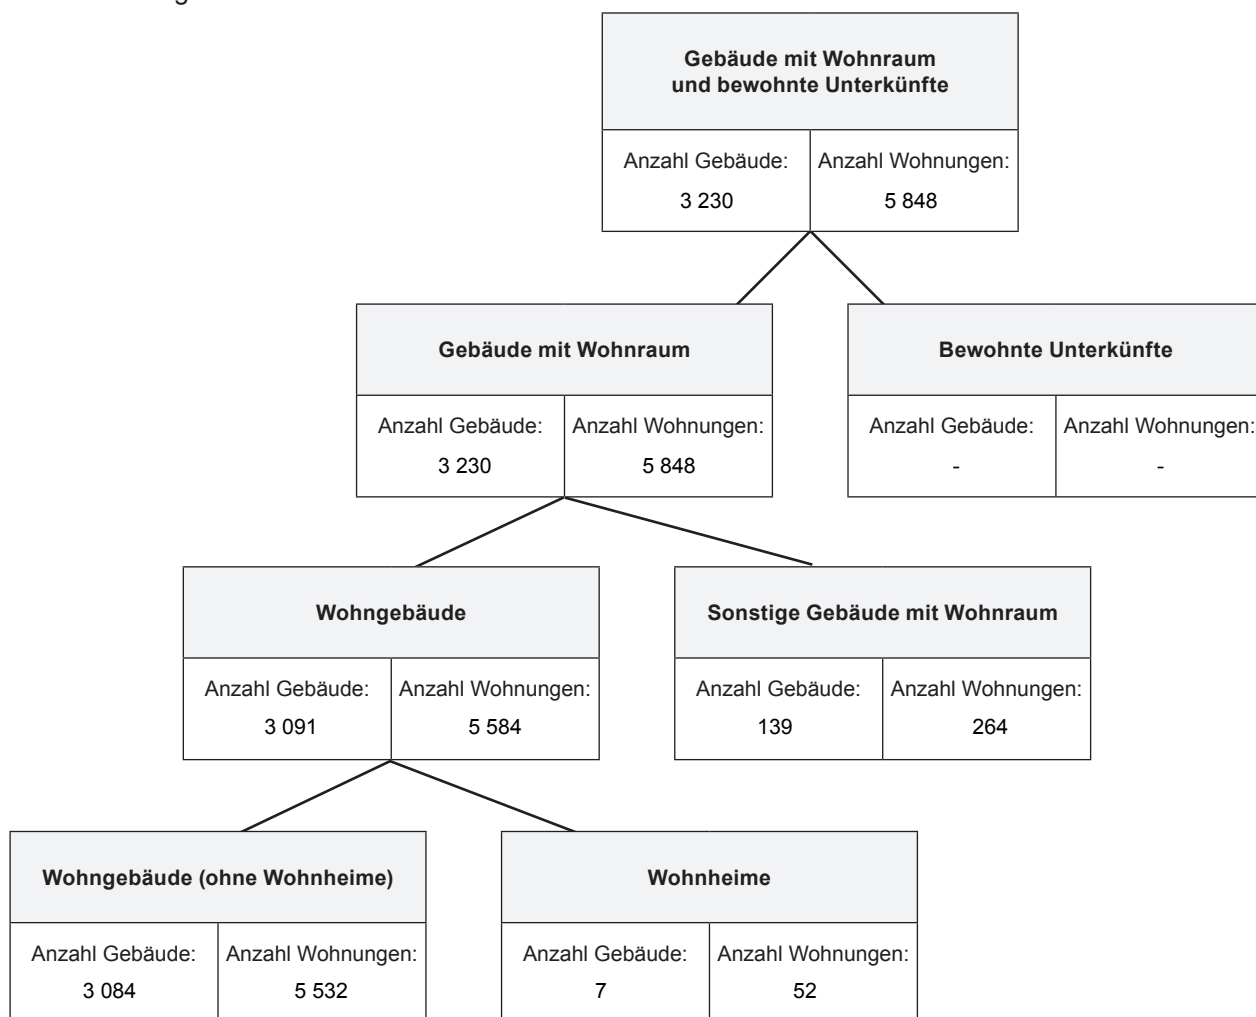 Gebäude mit Wohnraum
und bewohnte Unterkünfte
Anzahl Gebäude: Anzahl Wohnungen:
3 230 5 848
Gebäude mit Wohnraum
Bewohnte Unterkünfte
Anzahl Gebäude: Anzahl Wohnungen:
3 230 5 848
Anzahl Gebäude: Anzahl Wohnungen:
- -
Wohngebäude
Sonstige Gebäude mit Wohnraum
Anzahl Gebäude: Anzahl Wohnungen:
3 091 5 584
Anzahl Gebäude: Anzahl Wohnungen:
139 264
Wohngebäude (ohne Wohnheime)
Wohnheime
Anzahl Gebäude: Anzahl Wohnungen:
3 084 5 532
Anzahl Gebäude: Anzahl Wohnungen:
7 52